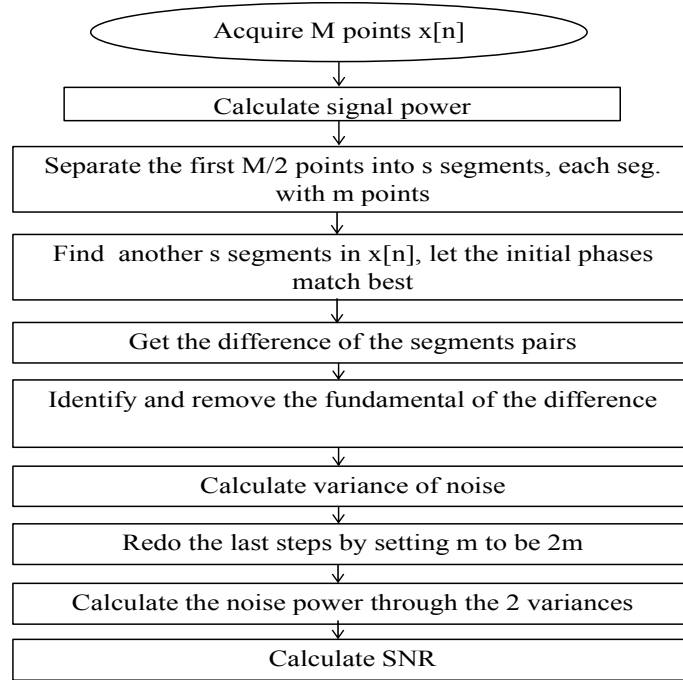 Acquire M points x[n]
Calculate signal power
Separate the first M/2 points into s segments, each seg.
with m points
Find another s segments in x[n], let the initial phases
match best
Get the difference of the segments pairs
Identify and remove the fundamental of the difference
Calculate variance of noise
Redo the last steps by setting m to be 2m
Calculate the noise power through the 2 variances
Calculate SNR